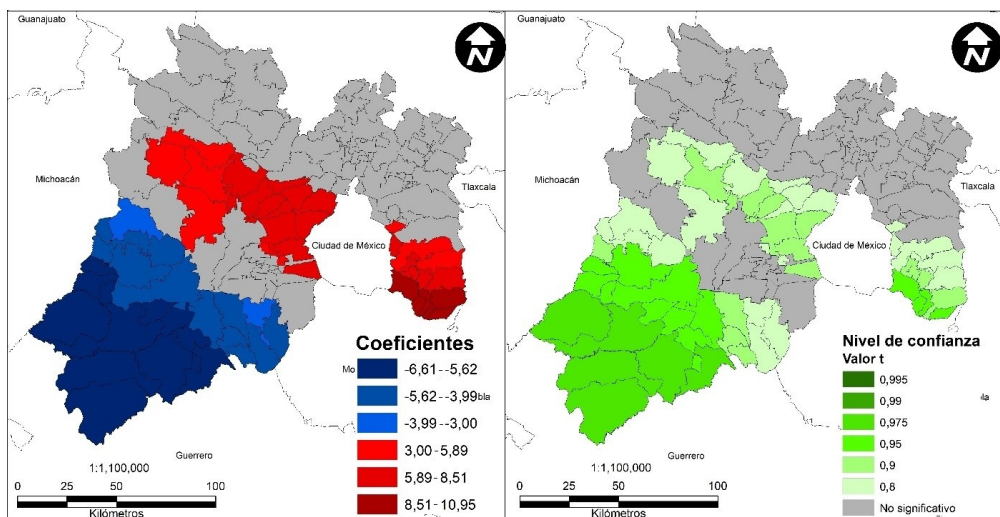 Guanajuato
N
Michoacán
Tlaxcala
Ciudad de México
Coeficientes
Mo
-6,61--5,62
-5,62--3,99
bla
-3,99--3,00
3,00-5,89
5,89-8,51
8,51-10,95
Guerrero
1:1,100,000
0 25 50 100
Kilómetros
Guanajuato
N
Michoacán
Tlaxcala
Ciudad de México
Nivel de confianza
Valor t
0,995
0,99
la
0,975
0,95
0,9
0,8
No significativo
Guerrero
1:1,100,000
0 25 50 100
Kilómetros